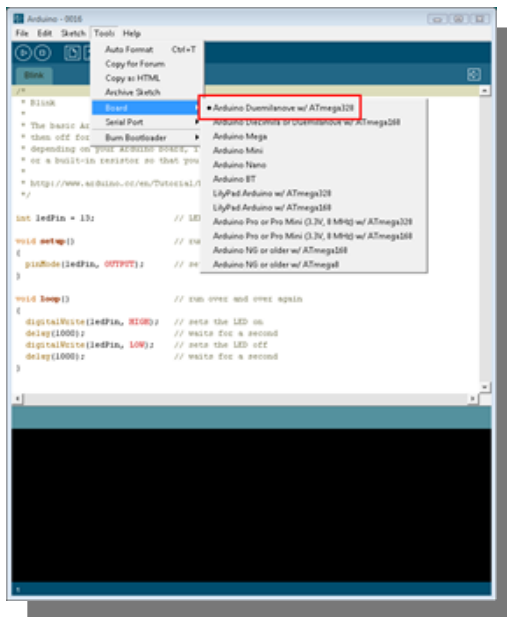 Arduino - 0016
File Edit Sketch Tools Help
Auto Format Ctrl+T
Copy for Forum
Copy as HTML
Archive Sketch
Board
Serial Port
Burn Bootloader
Arduino Duemilanove w/ ATmega328
Arduino Diecimila or Duemilanove w/ ATmega168
Arduino Mega
Arduino Mini
Arduino Nano
Arduino BT
LilyPad Arduino w/ ATmega328
LilyPad Arduino w/ ATmega168
Arduino Pro or Pro Mini (3.3V, 8 MHz) w/ ATmega328
Arduino Pro or Pro Mini (3.3V, 8 MHz) w/ ATmega168
Arduino NG or older w/ ATmega168
Arduino NG or older w/ ATmega8
Blink
/*
* Blink
*
* The basic
* then off for
* depending on your Arduino board,
* or a built-in resistor so that you
*
* http://www.arduino.cc/en/Tutorial/
*/
int ledPin = 13; //
void setup() //
{
pinMode(ledPin, OUTPUT); //
}
void loop() // run over and over again
{
digitalWrite(ledPin, HIGH); // sets the LED on
delay(1000); // waits for a second
digitalWrite(ledPin, LOW); // sets the LED off
delay(1000); // waits for a second
}
1